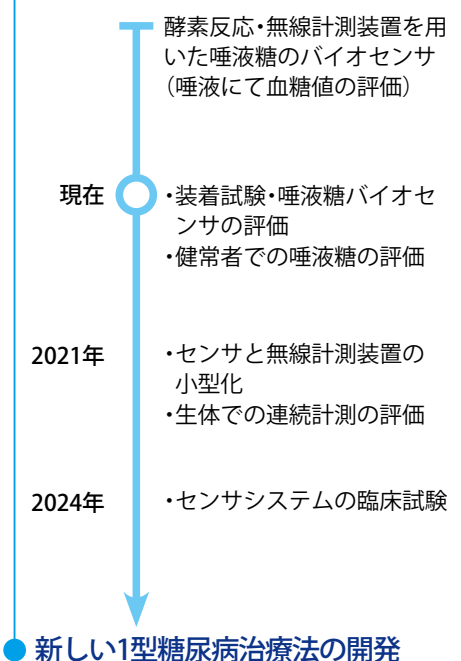 酵素反応・無線計測装置を用
いた唾液糖のバイオセンサ
（唾液にて血糖値の評価）
現在
・装着試験・唾液糖バイオセ
ンサの評価
・健常者での唾液糖の評価
2021年
・センサと無線計測装置の
小型化
・生体での連続計測の評価
2024年
・センサシステムの臨床試験
新しい1型糖尿病治療法の開発